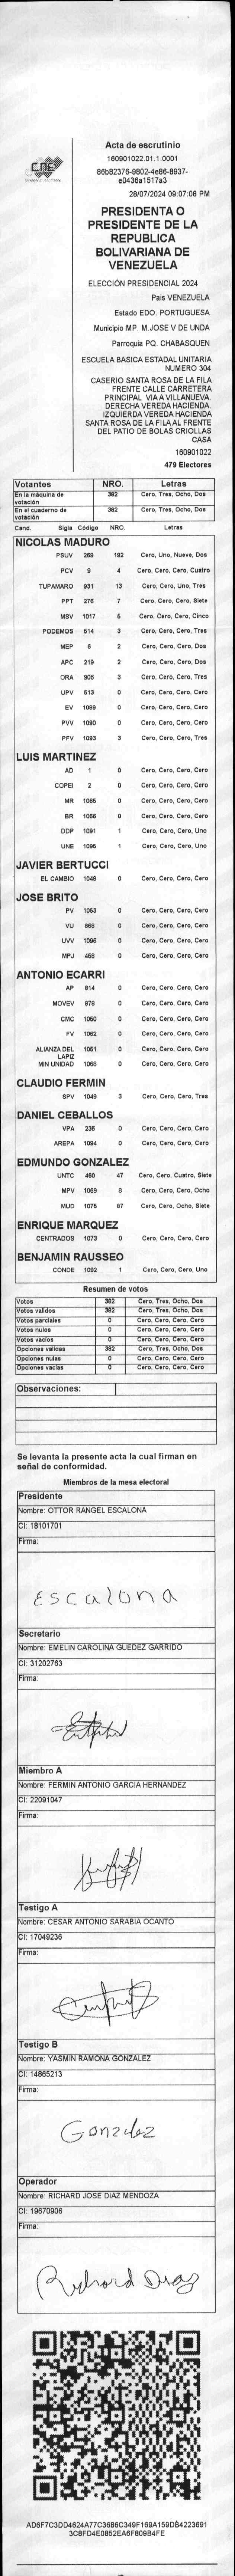 CNE
Acta de escrutinio
160901022.01.1.0001
86b82376-9802-4e86-8937-
e0436a1517a3
28/07/2024 09:07:08 PM
PRESIDENTA O
PRESIDENTE DE LA
REPUBLICA
BOLIVARIANA DE
VENEZUELA
ELECCIÓN PRESIDENCIAL 2024
Pais VENEZUELA
Estado EDO. PORTUGUESA
Municipio MP. M.JOSE V DE UNDA
Parroquia PQ. CHABASQUEN
ESCUELA BASICA ESTADAL UNITARIA
NUMERO 304
CASERIO SANTA ROSA DE LA FILA
FRENTE CALLE CARRETERA
PRINCIPAL VIA A VILLANUEVA.
DERECHA VEREDA HACIENDA.
IZQUIERDA VEREDA HACIENDA
SANTA ROSA DE LA FILA AL FRENTE
DEL PATIO DE BOLAS CRIOLLAS
CASA
160901022
479 Electores
Votantes NRO. Letras
En la máquina de votación 382 Cero, Tres, Ocho, Dos
En el cuaderno de votación 382 Cero, Tres, Ocho, Dos
Cand. Sigla Código NRO. Letras
NICOLAS MADURO
PSUV 269 192 Cero, Uno, Nueve, Dos
PCV 9 4 Cero, Cero, Cero, Cuatro
TUPAMARO 931 13 Cero, Cero, Uno, Tres
PPT 276 7 Cero, Cero, Cero, Siete
MSV 1017 5 Cero, Cero, Cero, Cinco
PODEMOS 514 3 Cero, Cero, Cero, Tres
MEP 6 2 Cero, Cero, Cero, Dos
APC 219 2 Cero, Cero, Cero, Dos
ORA 906 3 Cero, Cero, Cero, Tres
UPV 513 0 Cero, Cero, Cero, Cero
EV 1089 0 Cero, Cero, Cero, Cero
PVV 1090 0 Cero, Cero, Cero, Cero
PFV 1093 3 Cero, Cero, Cero, Tres
LUIS MARTINEZ
AD 1 0 Cero, Cero, Cero, Cero
COPEI 2 0 Cero, Cero, Cero, Cero
MR 1065 0 Cero, Cero, Cero, Cero
BR 1066 0 Cero, Cero, Cero, Cero
DDP 1091 1 Cero, Cero, Cero, Uno
UNE 1095 1 Cero, Cero, Cero, Uno
JAVIER BERTUCCI
EL CAMBIO 1048 0 Cero, Cero, Cero, Cero
JOSE BRITO
PV 1053 0 Cero, Cero, Cero, Cero
VU 868 0 Cero, Cero, Cero, Cero
UVV 1096 0 Cero, Cero, Cero, Cero
MPJ 458 0 Cero, Cero, Cero, Cero
ANTONIO ECARRI
AP 814 0 Cero, Cero, Cero, Cero
MOVEV 978 0 Cero, Cero, Cero, Cero
CMC 1050 0 Cero, Cero, Cero, Cero
FV 1062 0 Cero, Cero, Cero, Cero
ALIANZA DEL LAPIZ 1051 0 Cero, Cero, Cero, Cero
MIN UNIDAD 1068 0 Cero, Cero, Cero, Cero
CLAUDIO FERMIN
SPV 1049 3 Cero, Cero, Cero, Tres
DANIEL CEBALLOS
VPA 236 0 Cero, Cero, Cero, Cero
AREPA 1094 0 Cero, Cero, Cero, Cero
EDMUNDO GONZALEZ
UNTC 460 47 Cero, Cero, Cuatro, Siete
MPV 1069 8 Cero, Cero, Cero, Ocho
MUD 1075 87 Cero, Cero, Ocho, Siete
ENRIQUE MARQUEZ
CENTRADOS 1073 0 Cero, Cero, Cero, Cero
BENJAMIN RAUSSEO
CONDE 1092 1 Cero, Cero, Cero, Uno
Resumen de votos
Votos 382 Cero, Tres, Ocho, Dos
Votos validos 382 Cero, Tres, Ocho, Dos
Votos parciales 0 Cero, Cero, Cero, Cero
Votos nulos 0 Cero, Cero, Cero, Cero
Votos vacíos 0 Cero, Cero, Cero, Cero
Opciones validas 382 Cero, Tres, Ocho, Dos
Opciones nulas 0 Cero, Cero, Cero, Cero
Opciones vacías 0 Cero, Cero, Cero, Cero
Observaciones:
Se levanta la presente acta la cual firman en
señal de conformidad.
Miembros de la mesa electoral
Presidente
Nombre: OTTOR RANGEL ESCALONA
CI: 18101701
Firma:
Escalona
Secretario
Nombre: EMELIN CAROLINA GUEDEZ GARRIDO
CI: 31202763
Firma:
Miembro A
Nombre: FERMIN ANTONIO GARCIA HERNANDEZ
CI: 22091047
Firma:
Testigo A
Nombre: CESAR ANTONIO SARABIA OCANTO
CI: 17049236
Firma:
Testigo B
Nombre: YASMIN RAMONA GONZALEZ
CI: 14865213
Firma:
Gonzalez
Operador
Nombre: RICHARD JOSE DIAZ MENDOZA
CI: 19670906
Firma:
Richard Diaz
AD6F7C3DD4624A77C3686C349F169A159DB4223691
3C8FD4E0852EA6F809B4FE